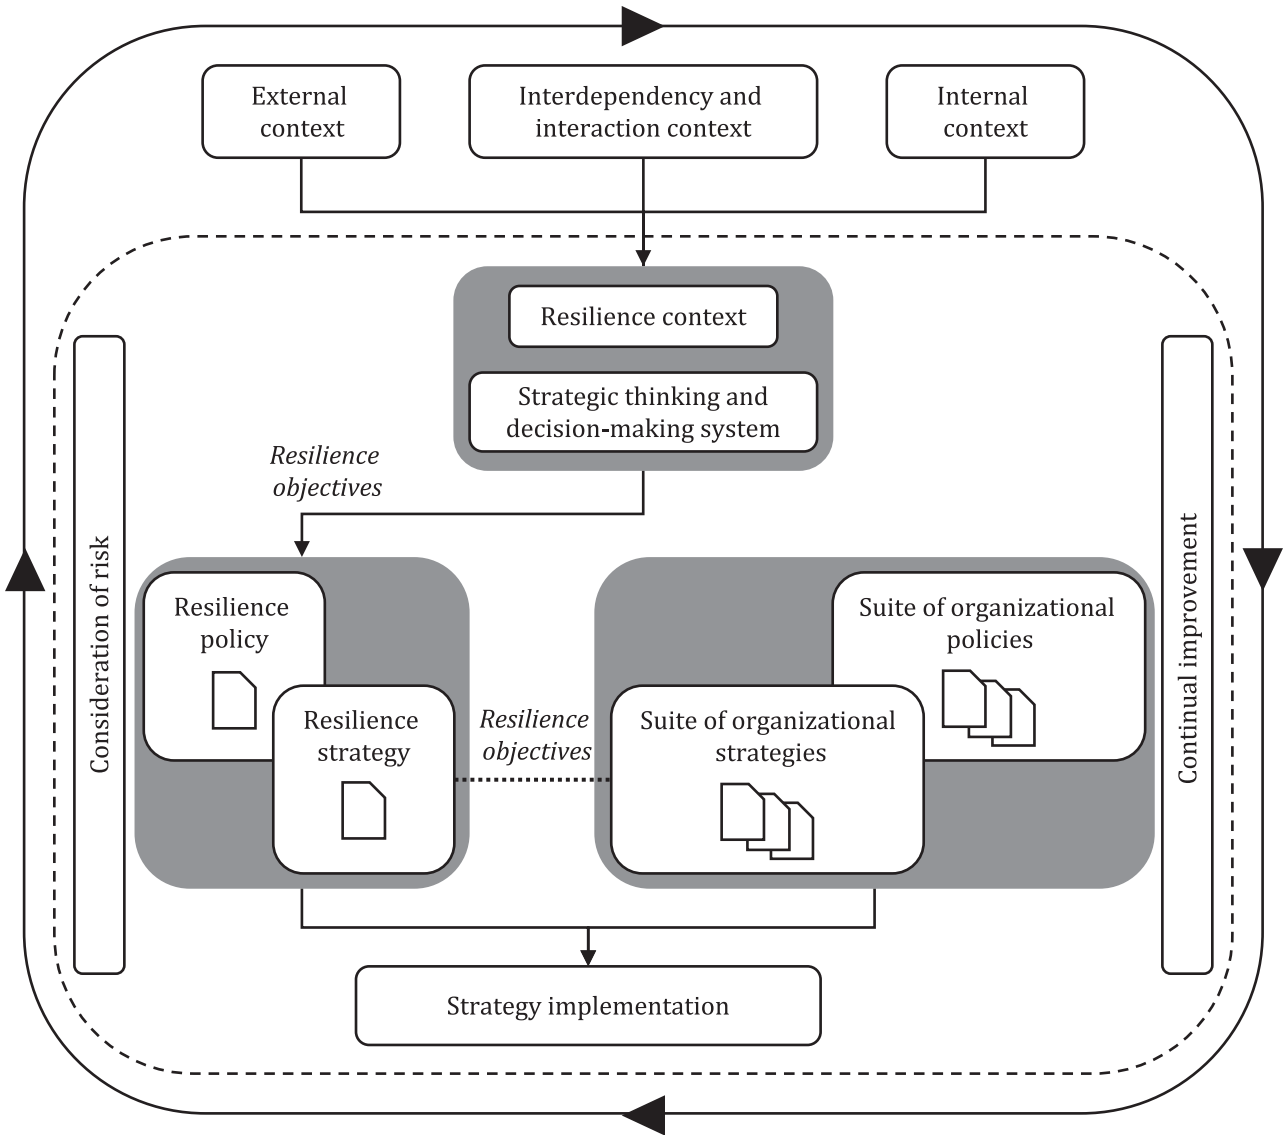 External
context
Interdependency and
interaction context
Internal
context
Resilience context
Strategic thinking and
decision-making system
Resilience
objectives
Consideration of risk
Resilience
policy
Resilience
strategy
Resilience
objectives
Suite of organizational
policies
Suite of organizational
strategies
Continual improvement
Strategy implementation